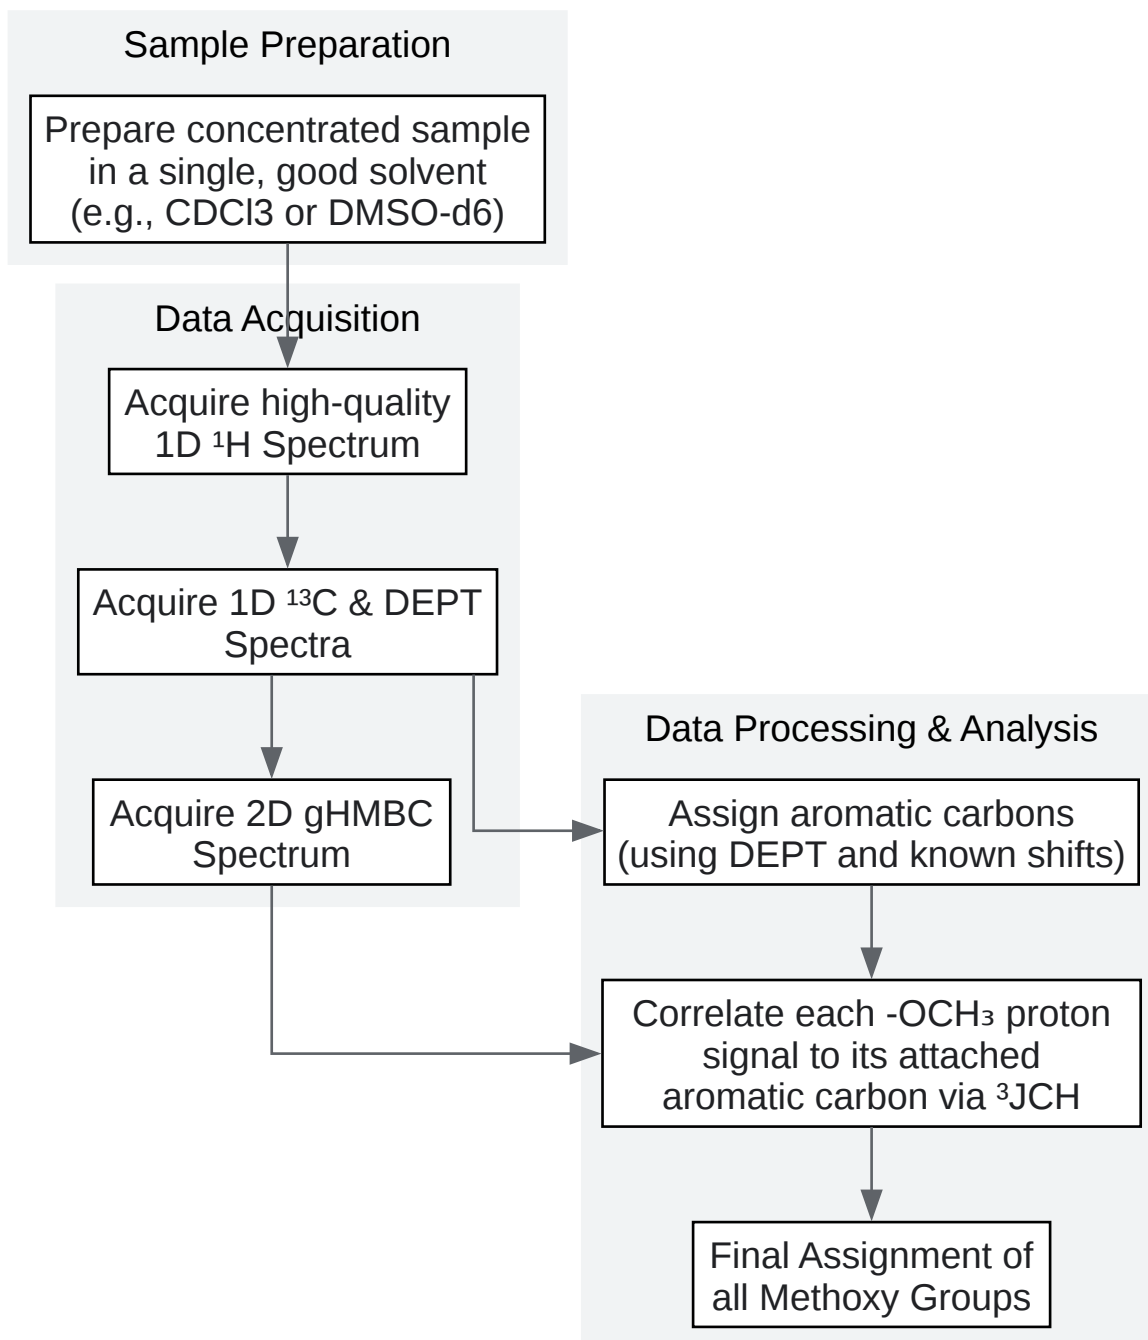 Sample Preparation
Prepare concentrated sample
in a single, good solvent
(e.g., CDCl3 or DMSO-d6)
Data Acquisition
Acquire high-quality
1D ¹H Spectrum
Acquire 1D ¹³C & DEPT
Spectra
Acquire 2D gHMBC
Spectrum
Data Processing & Analysis
Assign aromatic carbons
(using DEPT and known shifts)
Correlate each -OCH₃ proton
signal to its attached
aromatic carbon via ³JCH
Final Assignment of
all Methoxy Groups